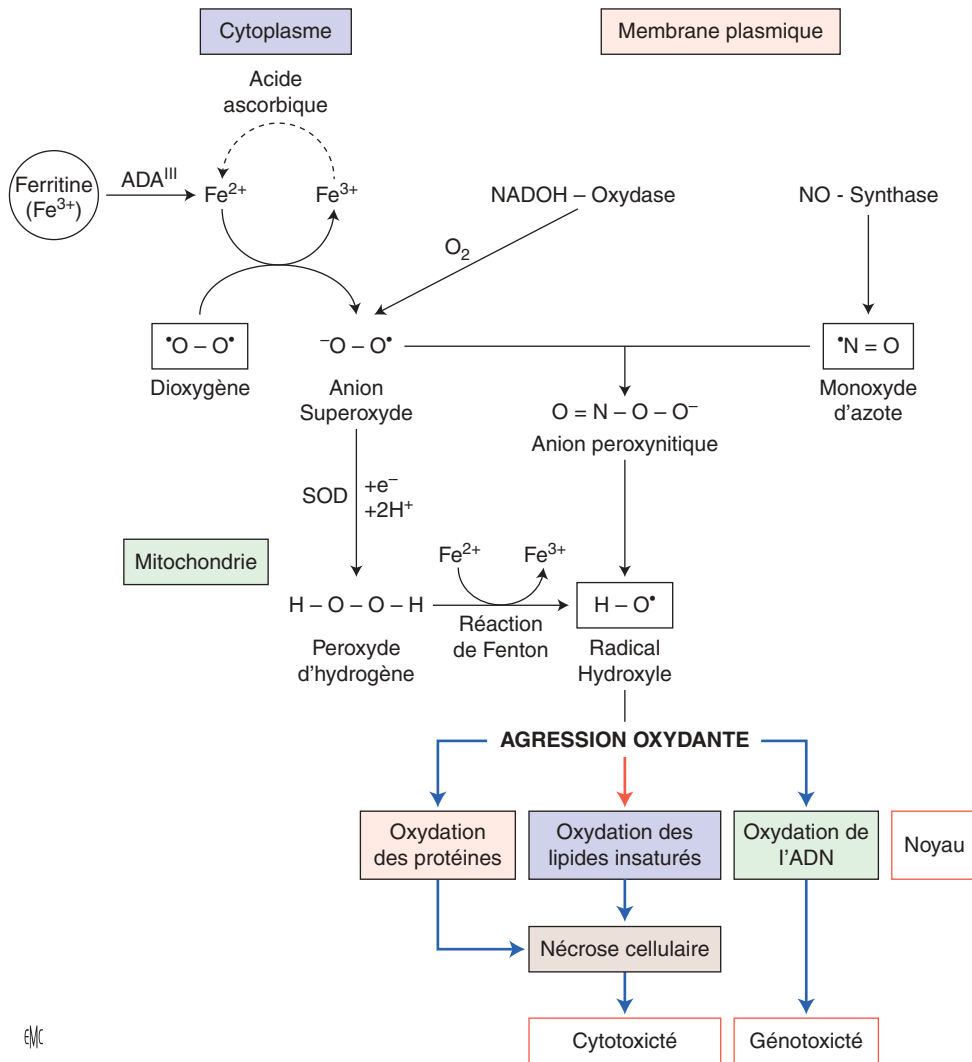 Cytoplasme
Membrane plasmique
Acide
ascorbique
Ferritine
(Fe³⁺)
ADAᴵᴵᴵ
Fe²⁺
Fe³⁺
NADOH – Oxydase
NO - Synthase
O₂
•O – O•
Dioxygène
⁻O – O•
Anion
Superoxyde
•N = O
Monoxyde
d'azote
O = N – O – O⁻
Anion peroxynitique
SOD
+e⁻
+2H⁺
Mitochondrie
Fe²⁺
Fe³⁺
H – O – O – H
Peroxyde
d'hydrogène
Réaction
de Fenton
H – O•
Radical
Hydroxyle
AGRESSION OXYDANTE
Oxydation
des protéines
Oxydation des
lipides insaturés
Oxydation de
l'ADN
Noyau
Nécrose cellulaire
Cytotoxicté
Génotoxicté
EMC